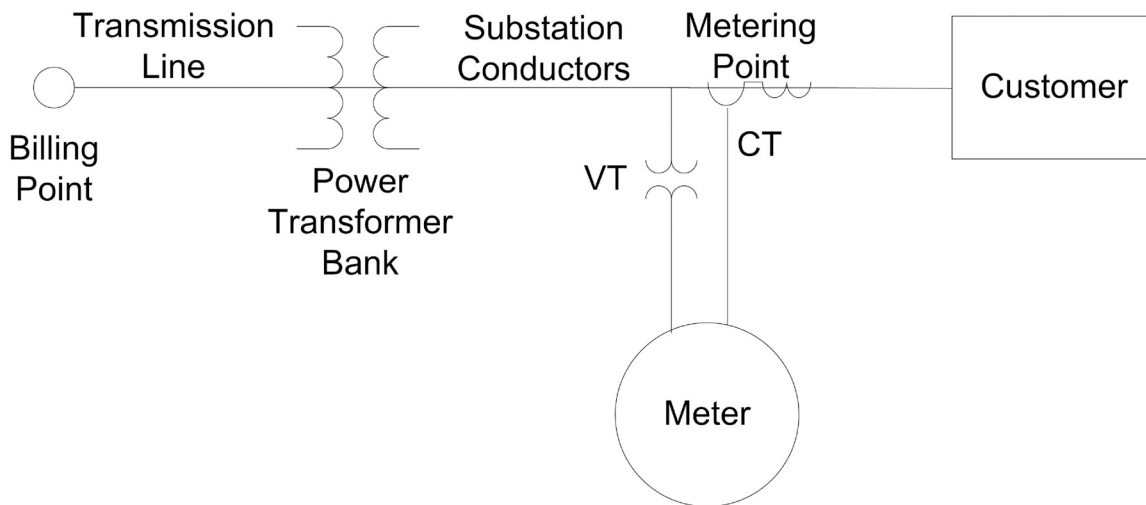 Transmission
Line
Substation
Conductors
Metering
Point
Customer
Billing
Point
Power
Transformer
Bank
VT
CT
Meter